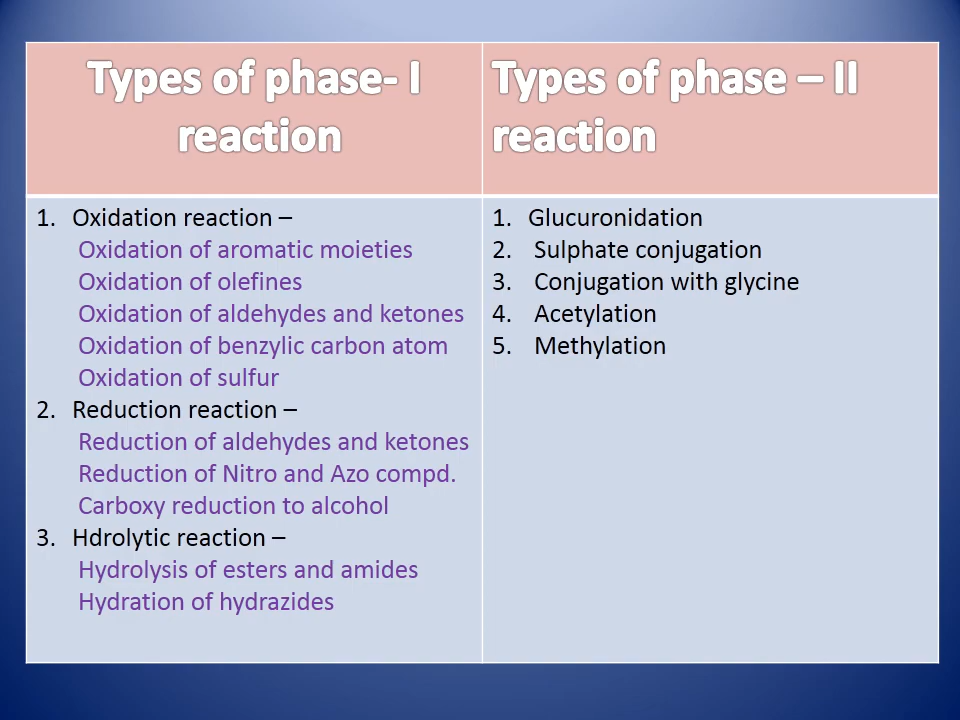 Types of phase- I
reaction
Types of phase – II
reaction
1. Oxidation reaction –
Oxidation of aromatic moieties
Oxidation of olefines
Oxidation of aldehydes and ketones
Oxidation of benzylic carbon atom
Oxidation of sulfur
2. Reduction reaction –
Reduction of aldehydes and ketones
Reduction of Nitro and Azo compd.
Carboxy reduction to alcohol
3. Hdrolytic reaction –
Hydrolysis of esters and amides
Hydration of hydrazides
1. Glucuronidation
2. Sulphate conjugation
3. Conjugation with glycine
4. Acetylation
5. Methylation